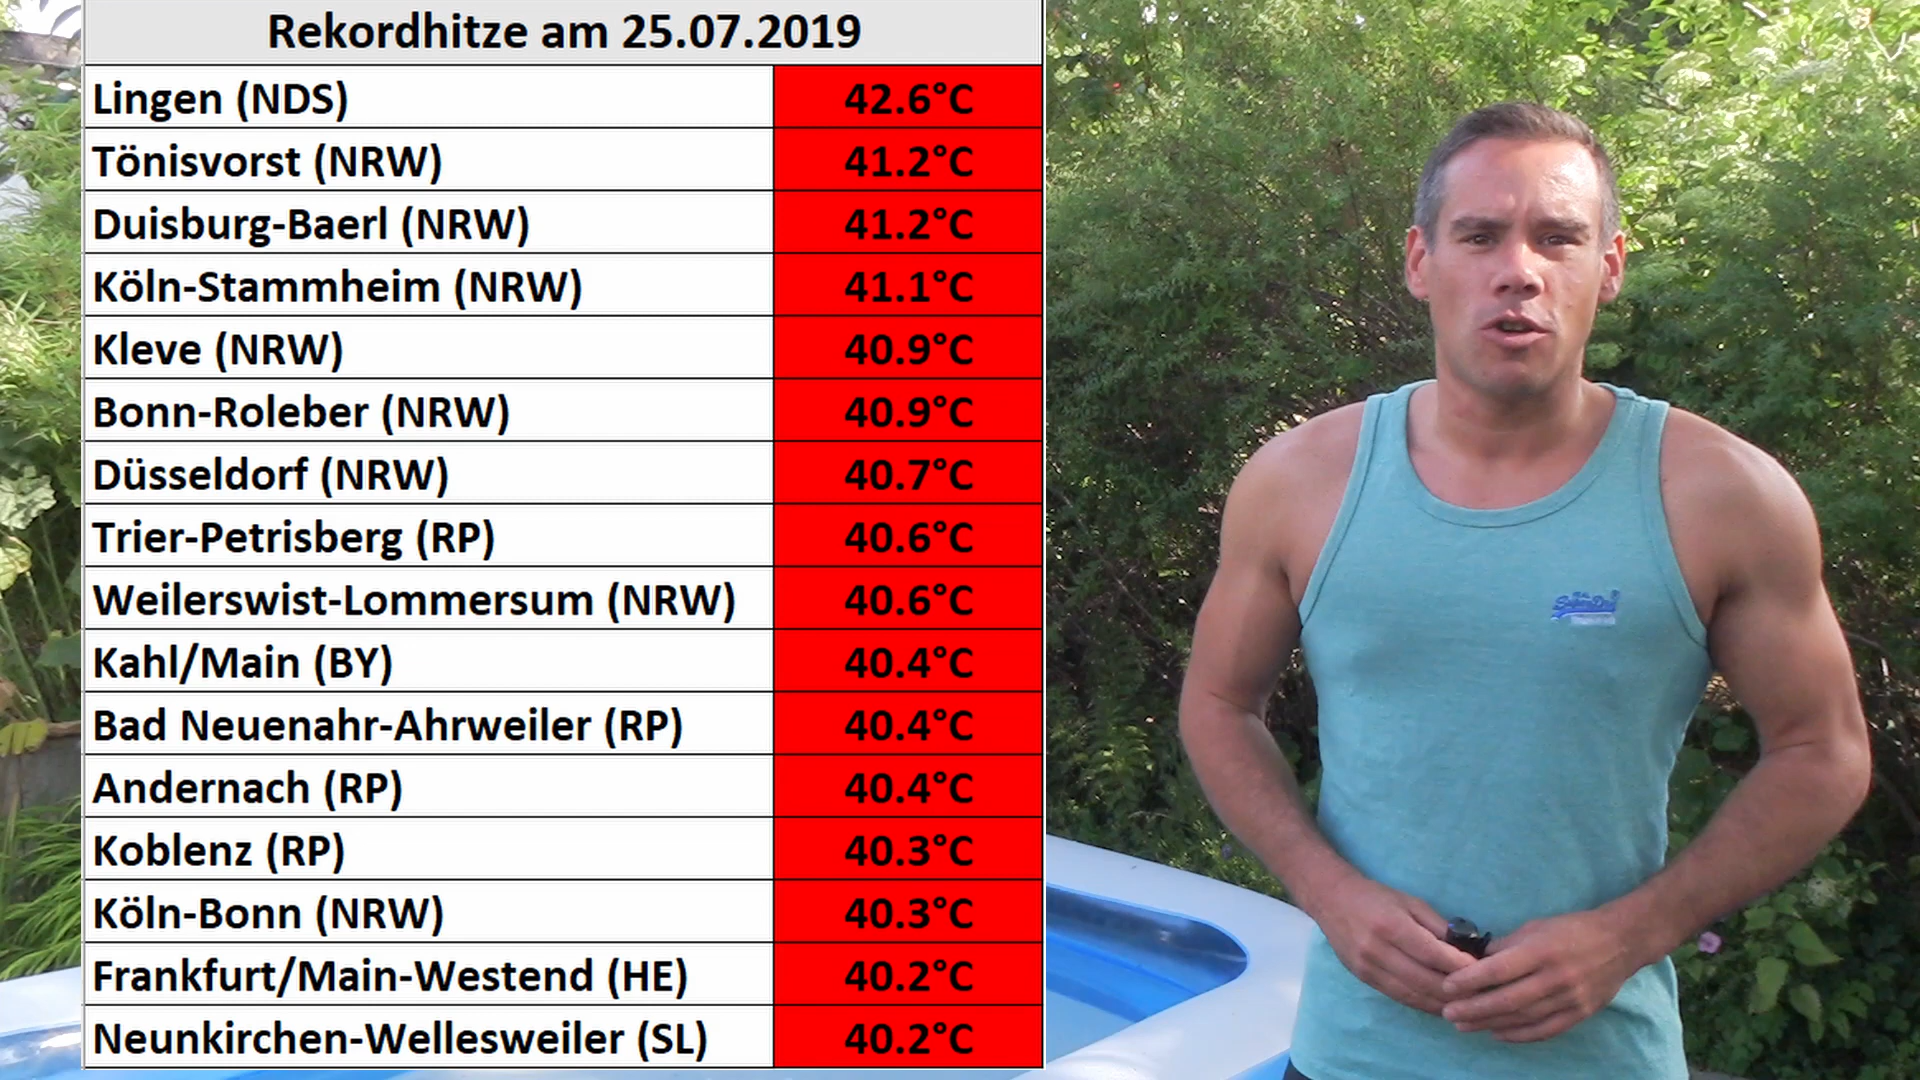 Rekordhitze am 25.07.2019
Lingen (NDS) 42.6°C
Tönisvorst (NRW) 41.2°C
Duisburg-Baerl (NRW) 41.2°C
Köln-Stammheim (NRW) 41.1°C
Kleve (NRW) 40.9°C
Bonn-Roleber (NRW) 40.9°C
Düsseldorf (NRW) 40.7°C
Trier-Petrisberg (RP) 40.6°C
Weilerswist-Lommersum (NRW) 40.6°C
Kahl/Main (BY) 40.4°C
Bad Neuenahr-Ahrweiler (RP) 40.4°C
Andernach (RP) 40.4°C
Koblenz (RP) 40.3°C
Köln-Bonn (NRW) 40.3°C
Frankfurt/Main-Westend (HE) 40.2°C
Neunkirchen-Wellesweiler (SL) 40.2°C